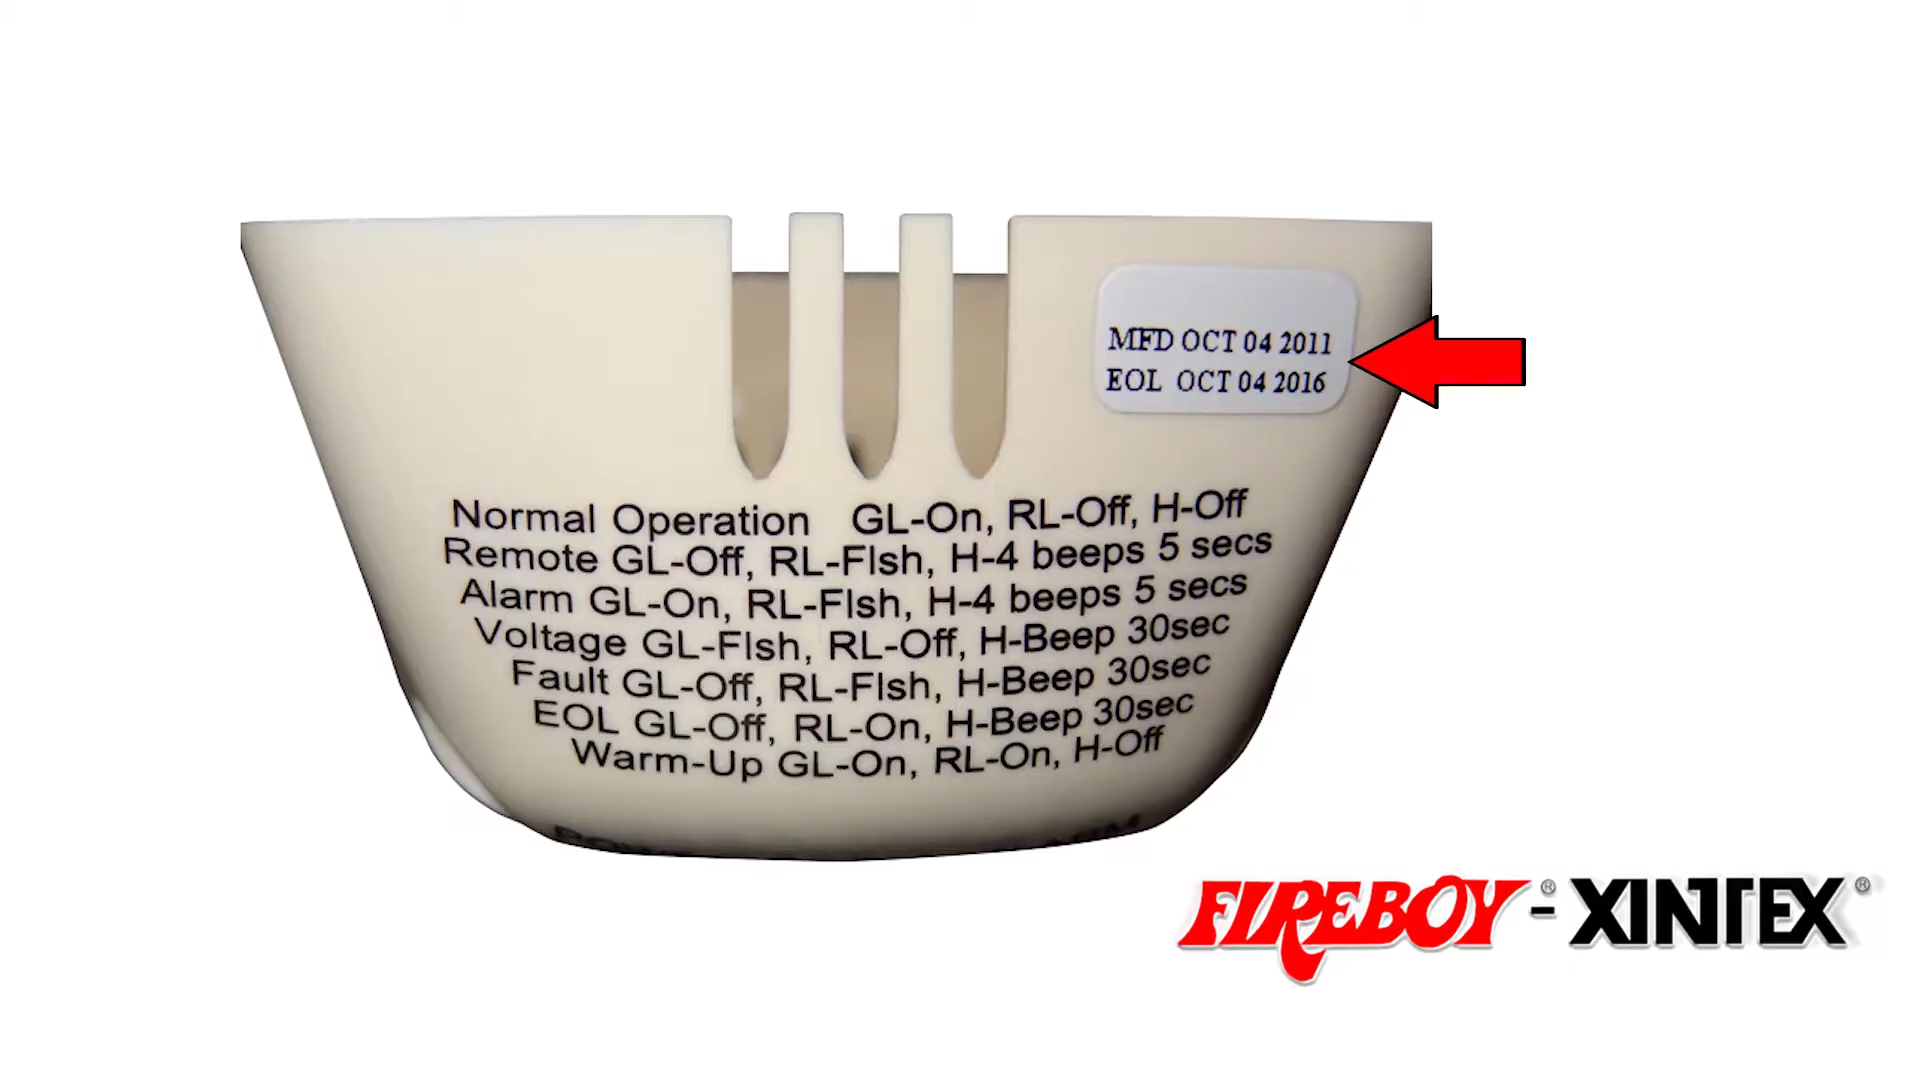 MFD OCT 04 2011
EOL OCT 04 2016
Normal Operation GL-On, RL-Off, H-Off
Remote GL-Off, RL-Flsh, H-4 beeps 5 secs
Alarm GL-On, RL-Flsh, H-4 beeps 5 secs
Voltage GL-Flsh, RL-Off, H-Beep 30sec
Fault GL-Off, RL-Flsh, H-Beep 30sec
EOL GL-Off, RL-On, H-Beep 30sec
Warm-Up GL-On, RL-On, H-Off
FIREBOY®-XINTEX®